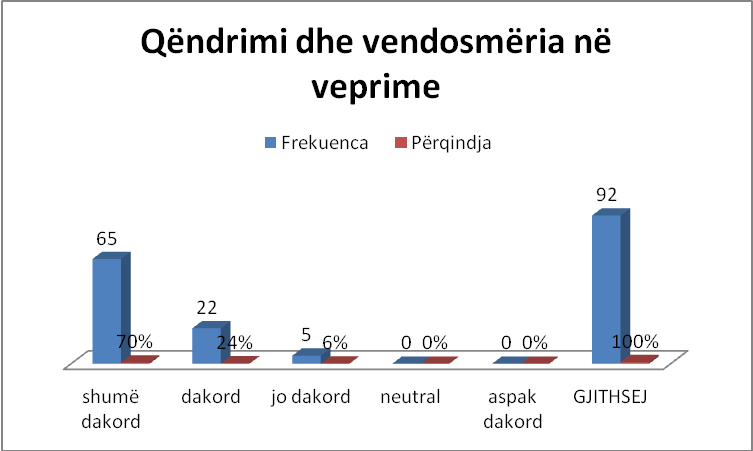 Qëndrimi dhe vendosmëria në
veprime
Frekuenca Përqindja
65 70%
22 24%
5 6%
0 0%
0 0%
92 100%
shumë
dakord
dakord
jo dakord
neutral
aspak
dakord
GJITHSEJ